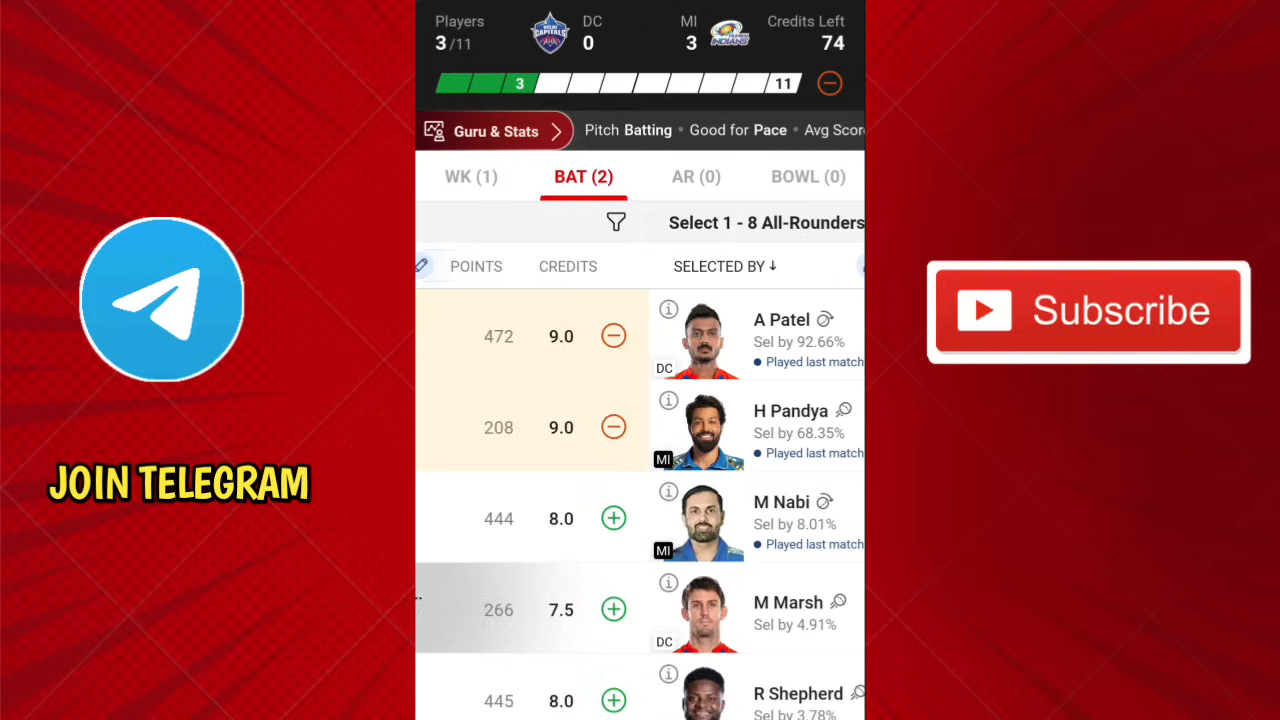 Players
3/11
DC
0
MI
3
Credits Left
74
DELHI
CAPITALS
INDIANS
3
11
Guru & Stats
Pitch Batting • Good for Pace • Avg Scor
WK (1)
BAT (2)
AR (0)
BOWL (0)
Select 1 - 8 All-Rounders
POINTS
CREDITS
SELECTED BY ↓
472
9.0
DC
A Patel
Sel by 92.66%
Played last match
208
9.0
MI
H Pandya
Sel by 68.35%
Played last match
444
8.0
MI
M Nabi
Sel by 8.01%
Played last match
..
266
7.5
DC
M Marsh
Sel by 4.91%
445
8.0
R Shepherd
Sel by 3.78%
JOIN TELEGRAM
Subscribe